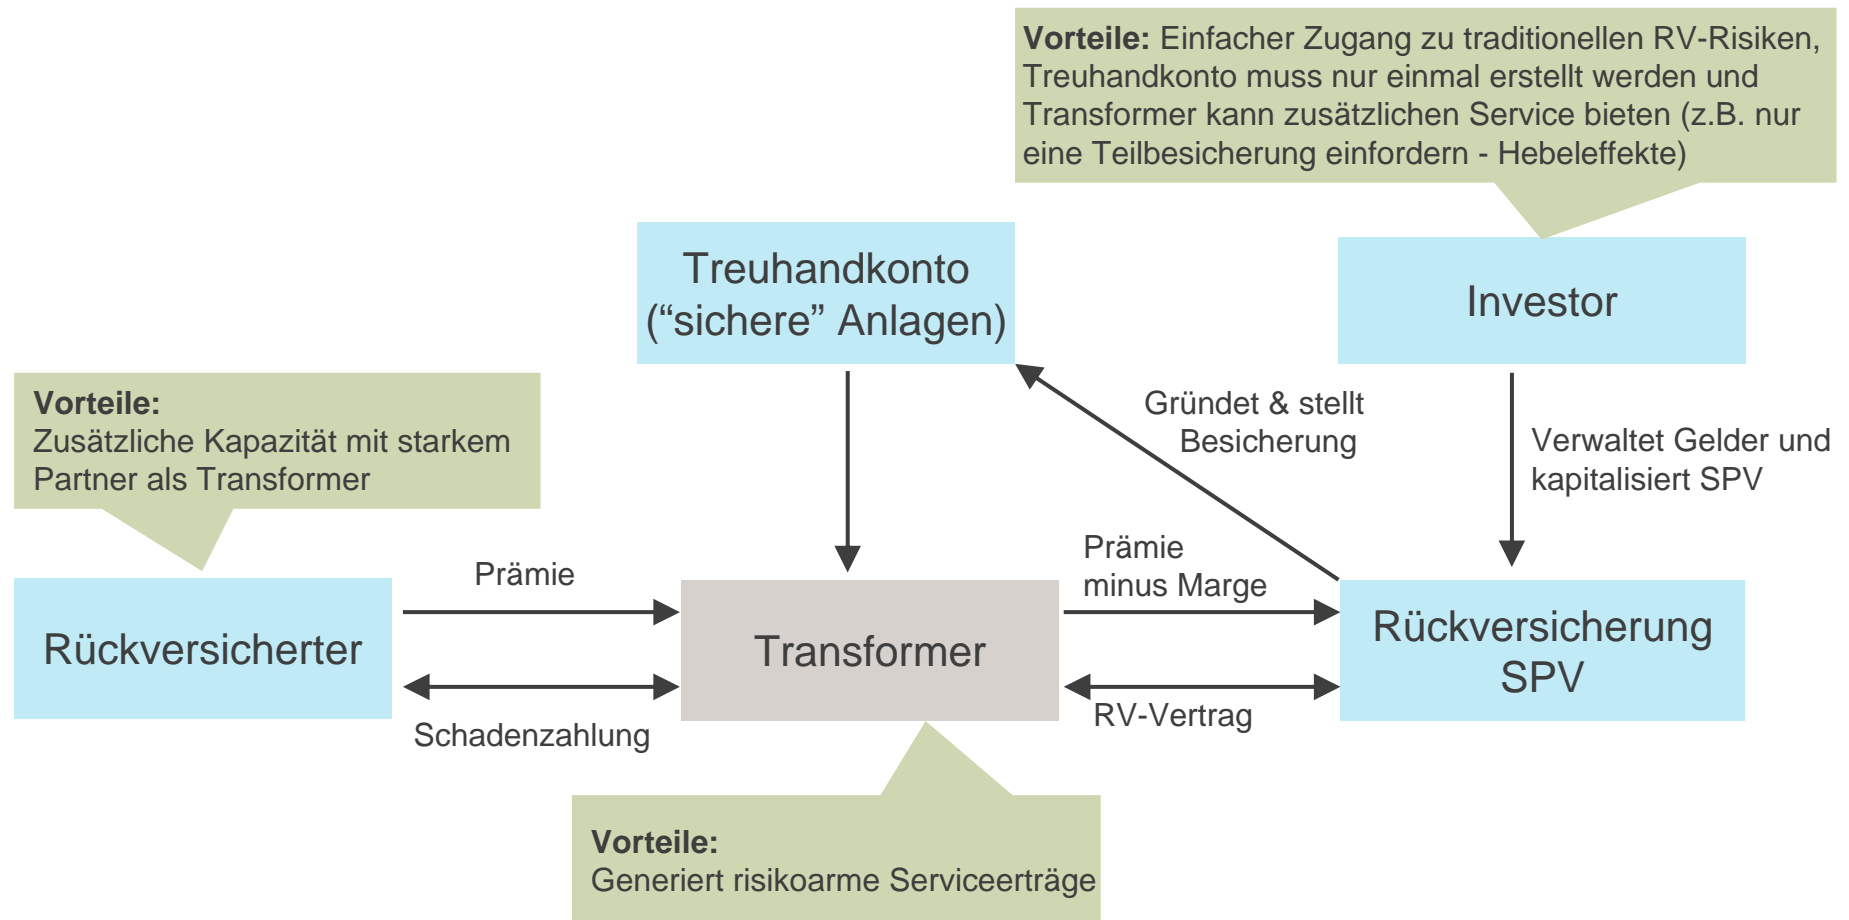 Vorteile: Einfacher Zugang zu traditionellen RV-Risiken,
Treuhandkonto muss nur einmal erstellt werden und
Transformer kann zusätzlichen Service bieten (z.B. nur
eine Teilbesicherung einfordern - Hebeleffekte)
Treuhandkonto
(“sichere” Anlagen)
Investor
Vorteile:
Zusätzliche Kapazität mit starkem
Partner als Transformer
Gründet & stellt
Besicherung
Verwaltet Gelder und
kapitalisiert SPV
Rückversicherter
Prämie
Schadenzahlung
Transformer
Prämie
minus Marge
RV-Vertrag
Rückversicherung
SPV
Vorteile:
Generiert risikoarme Serviceerträge